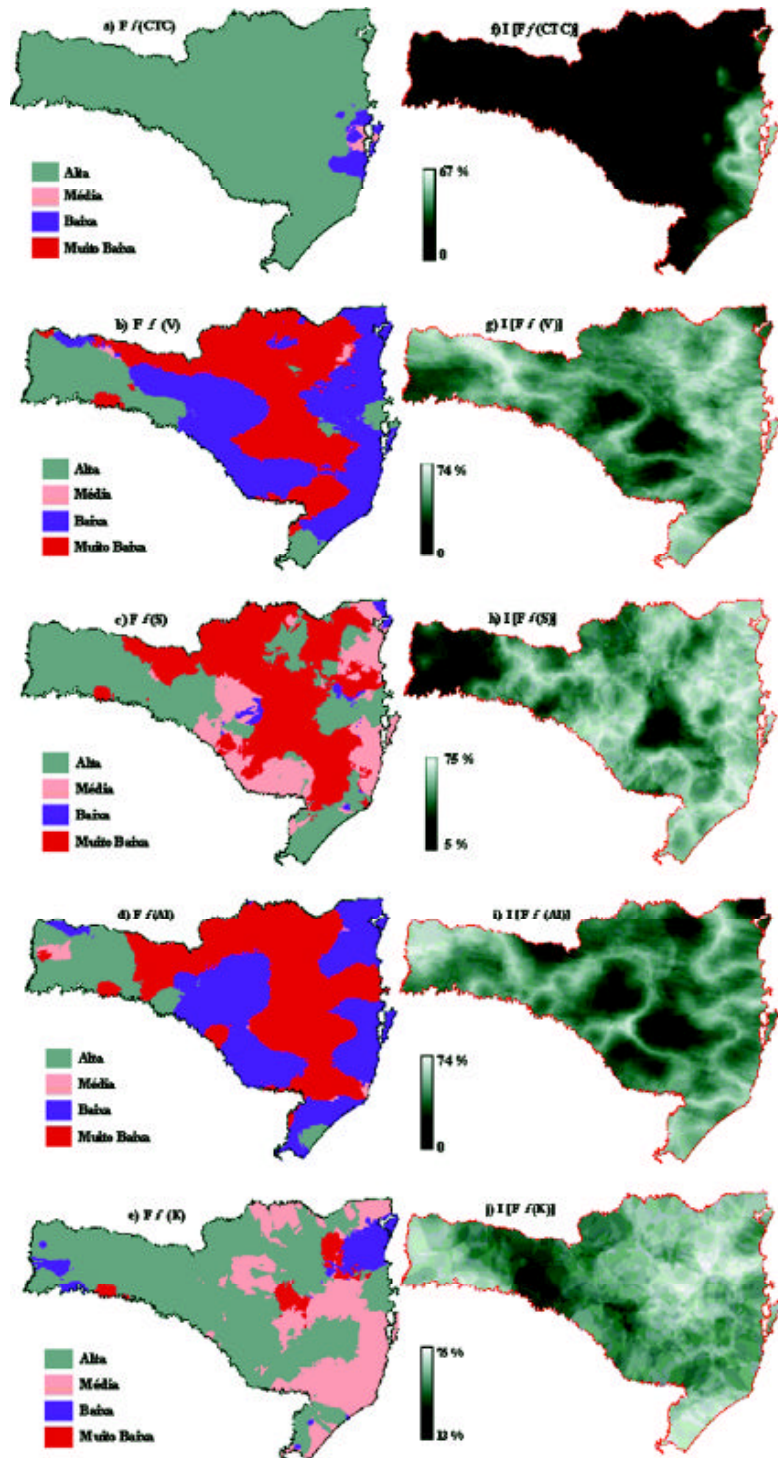 a) F f (CTC)
f) I [F f (CTC)]
Alta
Média
Baixa
Muito Baixa
67 %
0
b) F f (V)
g) I [F f (V)]
Alta
Média
Baixa
Muito Baixa
74 %
0
c) F f (S)
h) I [F f (S)]
Alta
Média
Baixa
Muito Baixa
75 %
5 %
d) F f (Al)
i) I [F f (Al)]
Alta
Média
Baixa
Muito Baixa
74 %
0
e) F f (K)
j) I [F f (K)]
Alta
Média
Baixa
Muito Baixa
75 %
13 %